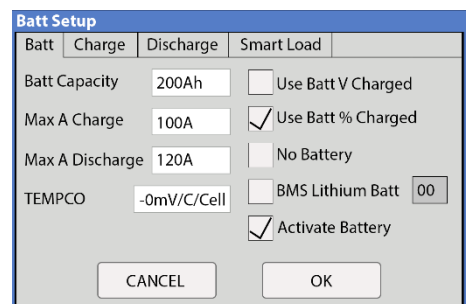 Batt Setup
Batt Charge Discharge Smart Load
Batt Capacity 200Ah Use Batt V Charged
Max A Charge 100A Use Batt % Charged
Max A Discharge 120A No Battery
TEMPCO -0mV/C/Cell BMS Lithium Batt 00
Activate Battery
CANCEL OK